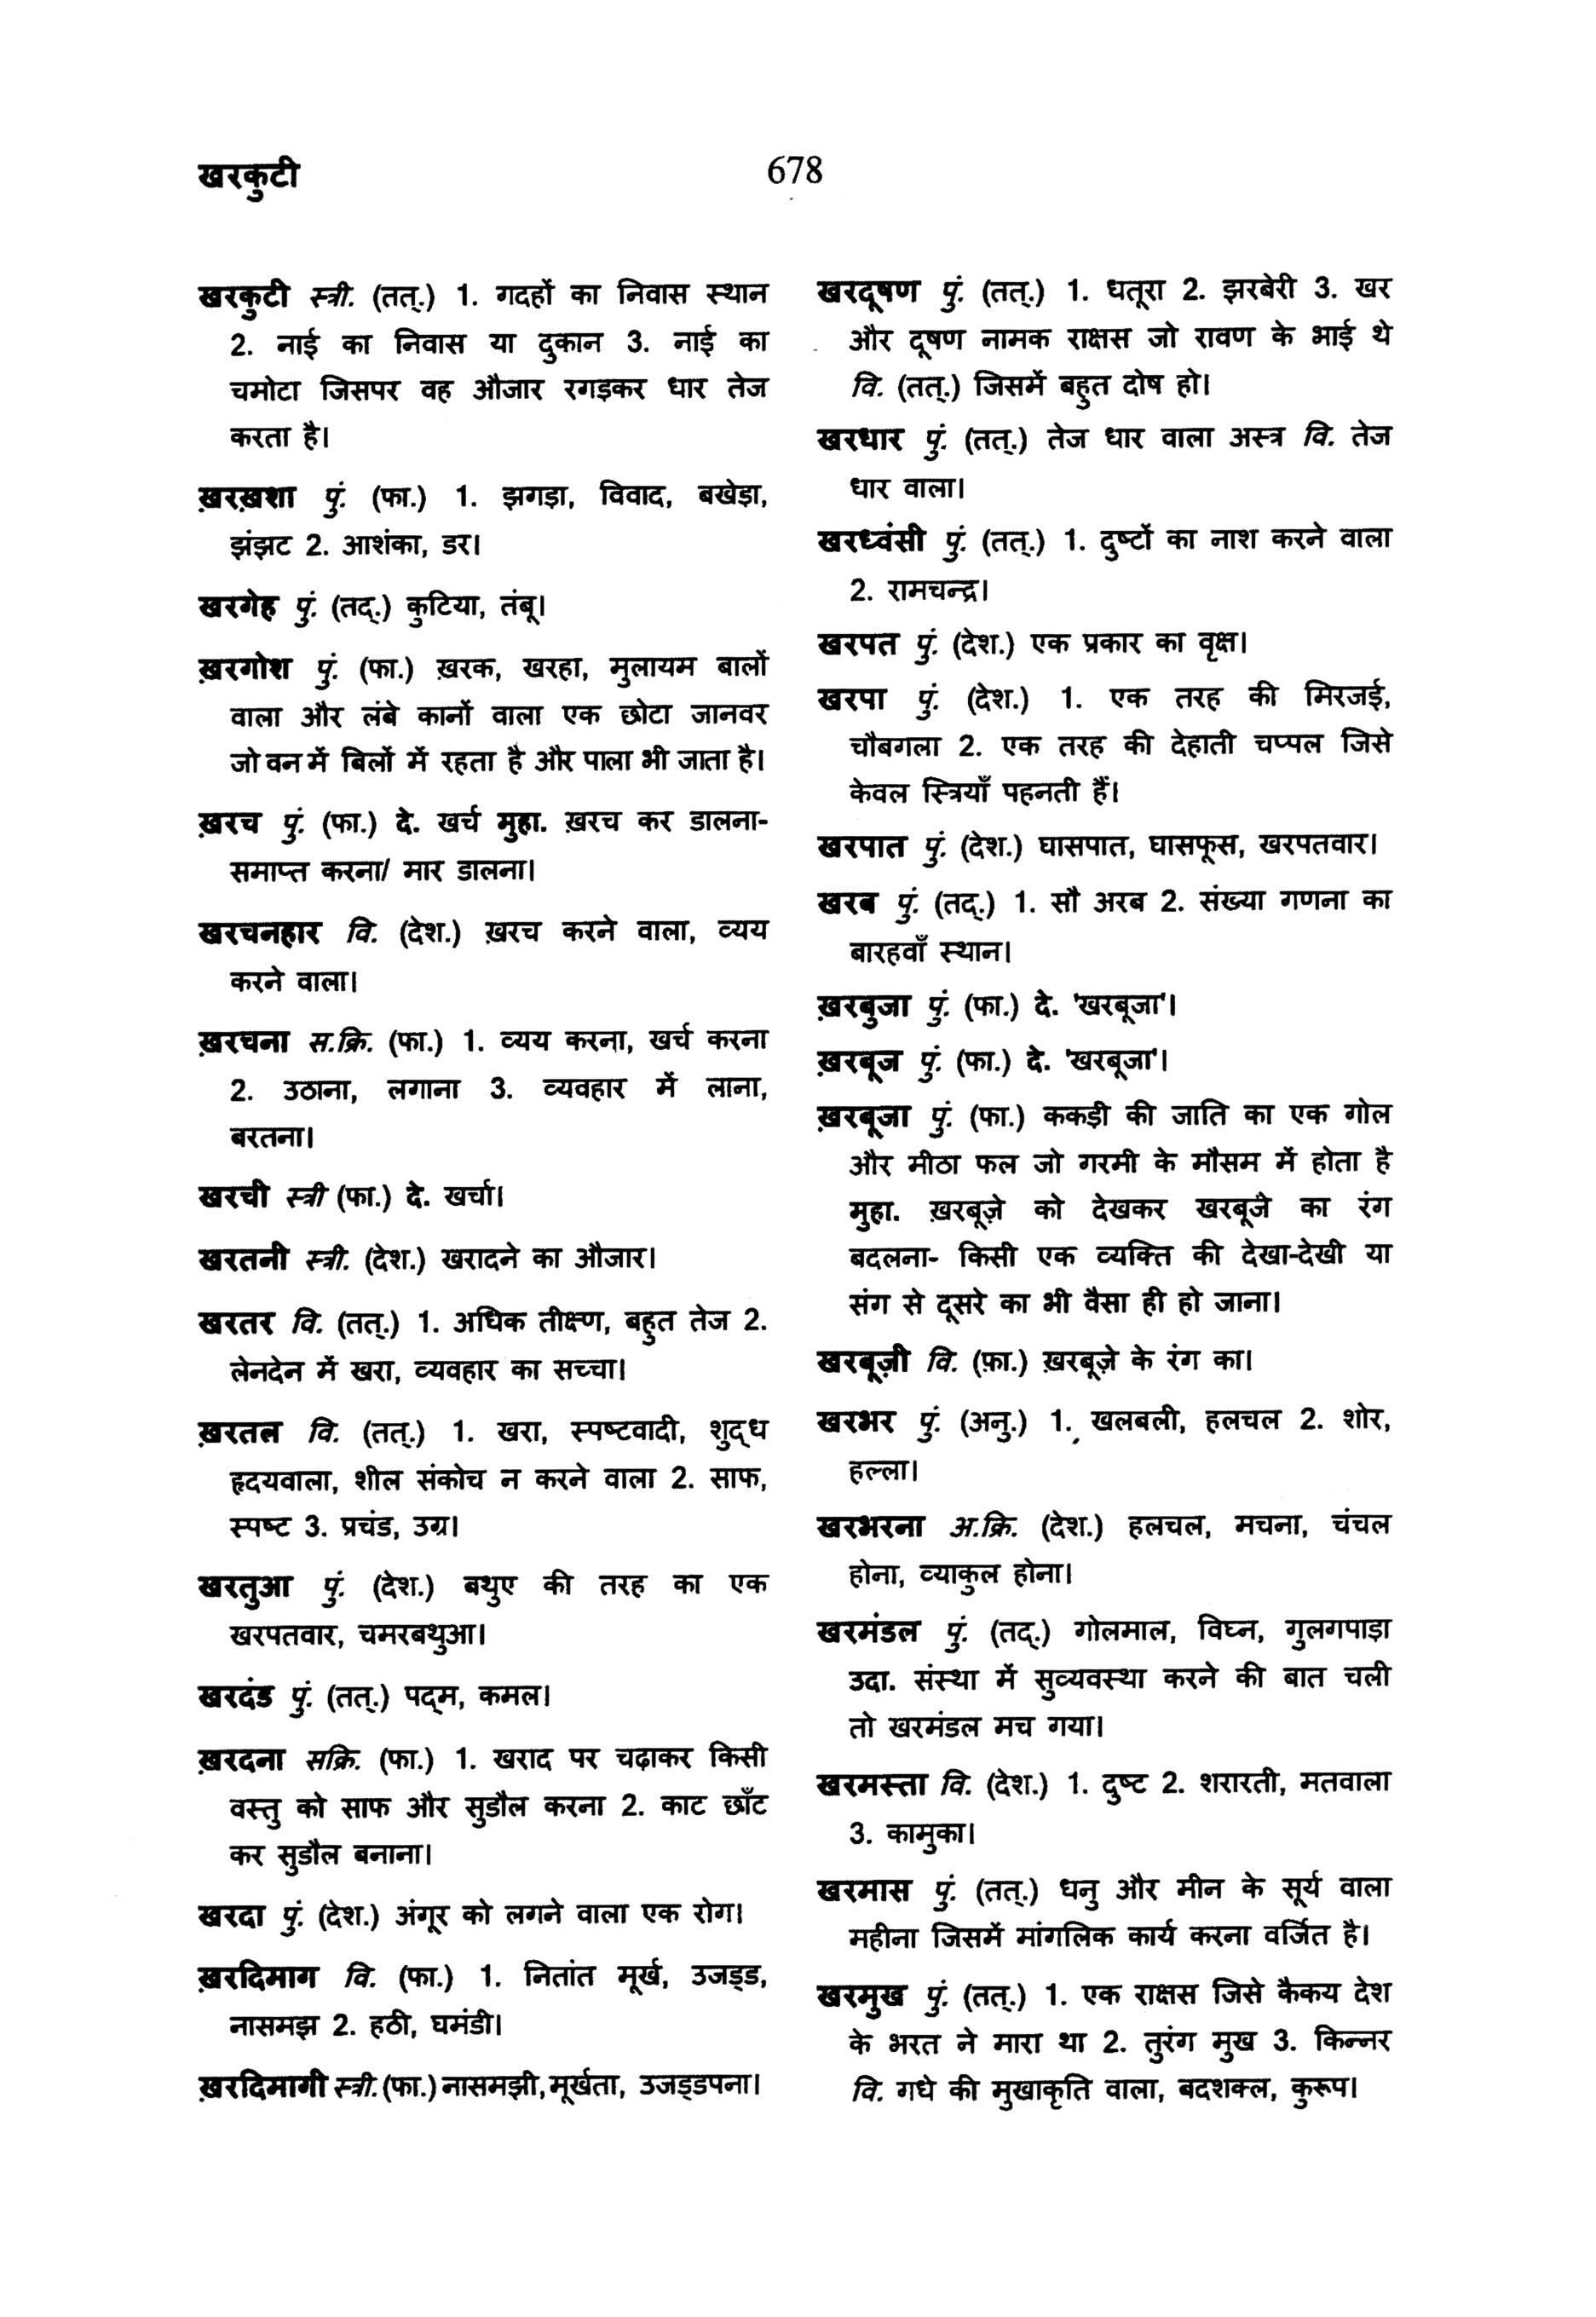 खरकुटी
678
खरकुटी स्त्री. (तत्.) 1. गदहों का निवास स्थान
2. नाई का निवास या दुकान 3. नाई का
चमोटा जिसपर वह औजार रगड़कर धार तेज
करता है।
ख़रख़शा पुं. (फा.) 1. झगड़ा, विवाद, बखेड़ा,
झंझट 2. आशंका, डर।
खरगेह पुं. (तद्.) कुटिया, तंबू।
ख़रगोश पुं. (फा.) ख़रक, खरहा, मुलायम बालों
वाला और लंबे कानों वाला एक छोटा जानवर
जो वन में बिलों में रहता है और पाला भी जाता है।
ख़रच पुं. (फा.) दे. खर्च मुहा. ख़रच कर डालना-
समाप्त करना/ मार डालना।
खरचनहार वि. (देश.) ख़रच करने वाला, व्यय
करने वाला।
ख़रचना स.क्रि. (फा.) 1. व्यय करना, खर्च करना
2. उठाना, लगाना 3. व्यवहार में लाना,
बरतना।
खरची स्त्री (फा.) दे. खर्चा।
खरतनी स्त्री. (देश.) खरादने का औजार।
खरतर वि. (तत्.) 1. अधिक तीक्ष्ण, बहुत तेज 2.
लेनदेन में खरा, व्यवहार का सच्चा।
ख़रतल वि. (तत्.) 1. खरा, स्पष्टवादी, शुद्ध
हृदयवाला, शील संकोच न करने वाला 2. साफ,
स्पष्ट 3. प्रचंड, उग्र।
खरतुआ पुं. (देश.) बथुए की तरह का एक
खरपतवार, चमरबथुआ।
खरदंड पुं. (तत्.) पद्म, कमल।
ख़रदना सक्रि. (फा.) 1. खराद पर चढ़ाकर किसी
वस्तु को साफ और सुडौल करना 2. काट छाँट
कर सुडौल बनाना।
खरदा पुं. (देश.) अंगूर को लगने वाला एक रोग।
ख़रदिमाग वि. (फा.) 1. नितांत मूर्ख, उजड्ड,
नासमझ 2. हठी, घमंडी।
ख़रदिमागी स्त्री. (फा.) नासमझी, मूर्खता, उजड्डपना।
खरदूषण पुं. (तत्.) 1. धतूरा 2. झरबेरी 3. खर
और दूषण नामक राक्षस जो रावण के भाई थे
वि. (तत्.) जिसमें बहुत दोष हो।
खरधार पुं. (तत्.) तेज धार वाला अस्त्र वि. तेज
धार वाला।
खरध्वंसी पुं. (तत्.) 1. दुष्टों का नाश करने वाला
2. रामचन्द्र।
खरपत पुं. (देश.) एक प्रकार का वृक्ष।
खरपा पुं. (देश.) 1. एक तरह की मिरजई,
चौबगला 2. एक तरह की देहाती चप्पल जिसे
केवल स्त्रियाँ पहनती हैं।
खरपात पुं. (देश.) घासपात, घासफूस, खरपतवार।
खरब पुं. (तद्.) 1. सौ अरब 2. संख्या गणना का
बारहवाँ स्थान।
ख़रबुजा पुं. (फा.) दे. 'खरबूजा'।
ख़रबूज पुं. (फा.) दे. 'खरबूजा'।
ख़रबूजा पुं. (फा.) ककड़ी की जाति का एक गोल
और मीठा फल जो गरमी के मौसम में होता है
मुहा. ख़रबूज़े को देखकर खरबूजे का रंग
बदलना- किसी एक व्यक्ति की देखा-देखी या
संग से दूसरे का भी वैसा ही हो जाना।
खरबूज़ी वि. (फ़ा.) ख़रबूज़े के रंग का।
खरभर पुं. (अनु.) 1. खलबली, हलचल 2. शोर,
हल्ला।
खरभरना अ.क्रि. (देश.) हलचल, मचना, चंचल
होना, व्याकुल होना।
खरमंडल पुं. (तद्.) गोलमाल, विघ्न, गुलगपाड़ा
उदा. संस्था में सुव्यवस्था करने की बात चली
तो खरमंडल मच गया।
खरमस्ता वि. (देश.) 1. दुष्ट 2. शरारती, मतवाला
3. कामुका।
खरमास पुं. (तत्.) धनु और मीन के सूर्य वाला
महीना जिसमें मांगलिक कार्य करना वर्जित है।
खरमुख पुं. (तत्.) 1. एक राक्षस जिसे कैकय देश
के भरत ने मारा था 2. तुरंग मुख 3. किन्नर
वि. गधे की मुखाकृति वाला, बदशक्ल, कुरूप।